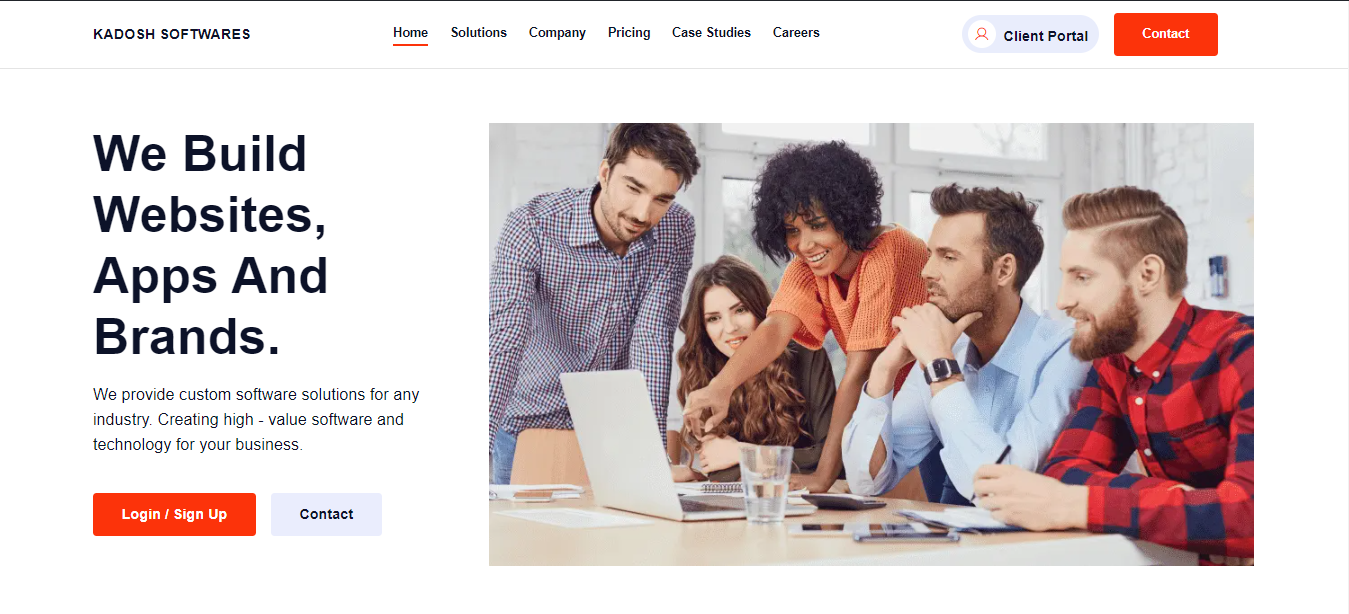 KADOSH SOFTWARES
Home
Solutions
Company
Pricing
Case Studies
Careers
Client Portal
Contact
We Build
Websites,
Apps And
Brands.
We provide custom software solutions for any
industry. Creating high - value software and
technology for your business.
Login / Sign Up
Contact